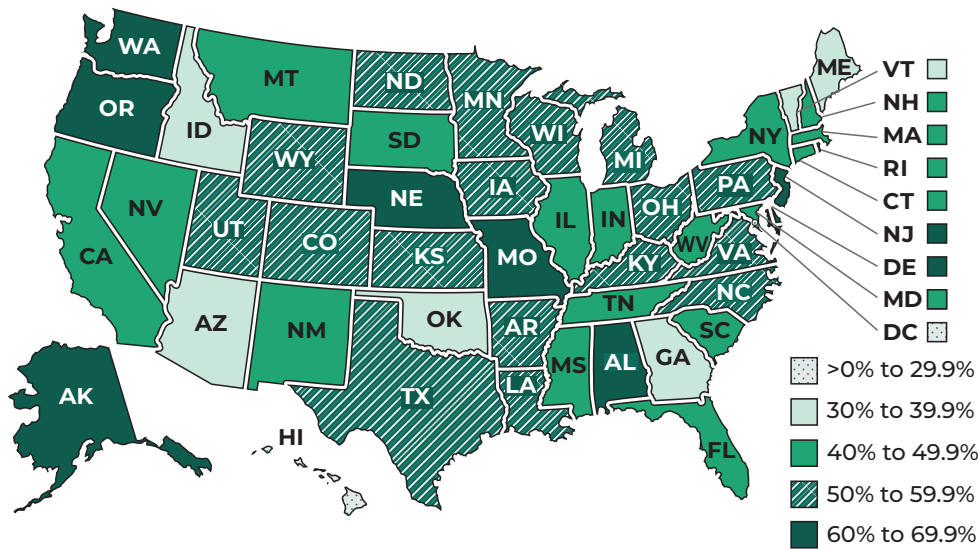 WA
MT
ND
MN
ME
VT
OR
ID
NH
WI
NY
MA
SD
WY
MI
RI
IA
PA
NE
CT
NV
UT
CO
IL
IN
OH
NJ
CA
KS
MO
WV
VA
KY
DE
NC
MD
AZ
NM
OK
TN
AR
SC
DC
MS
AL
GA
>0% to 29.9%
LA
AK
TX
30% to 39.9%
HI
FL
40% to 49.9%
50% to 59.9%
60% to 69.9%